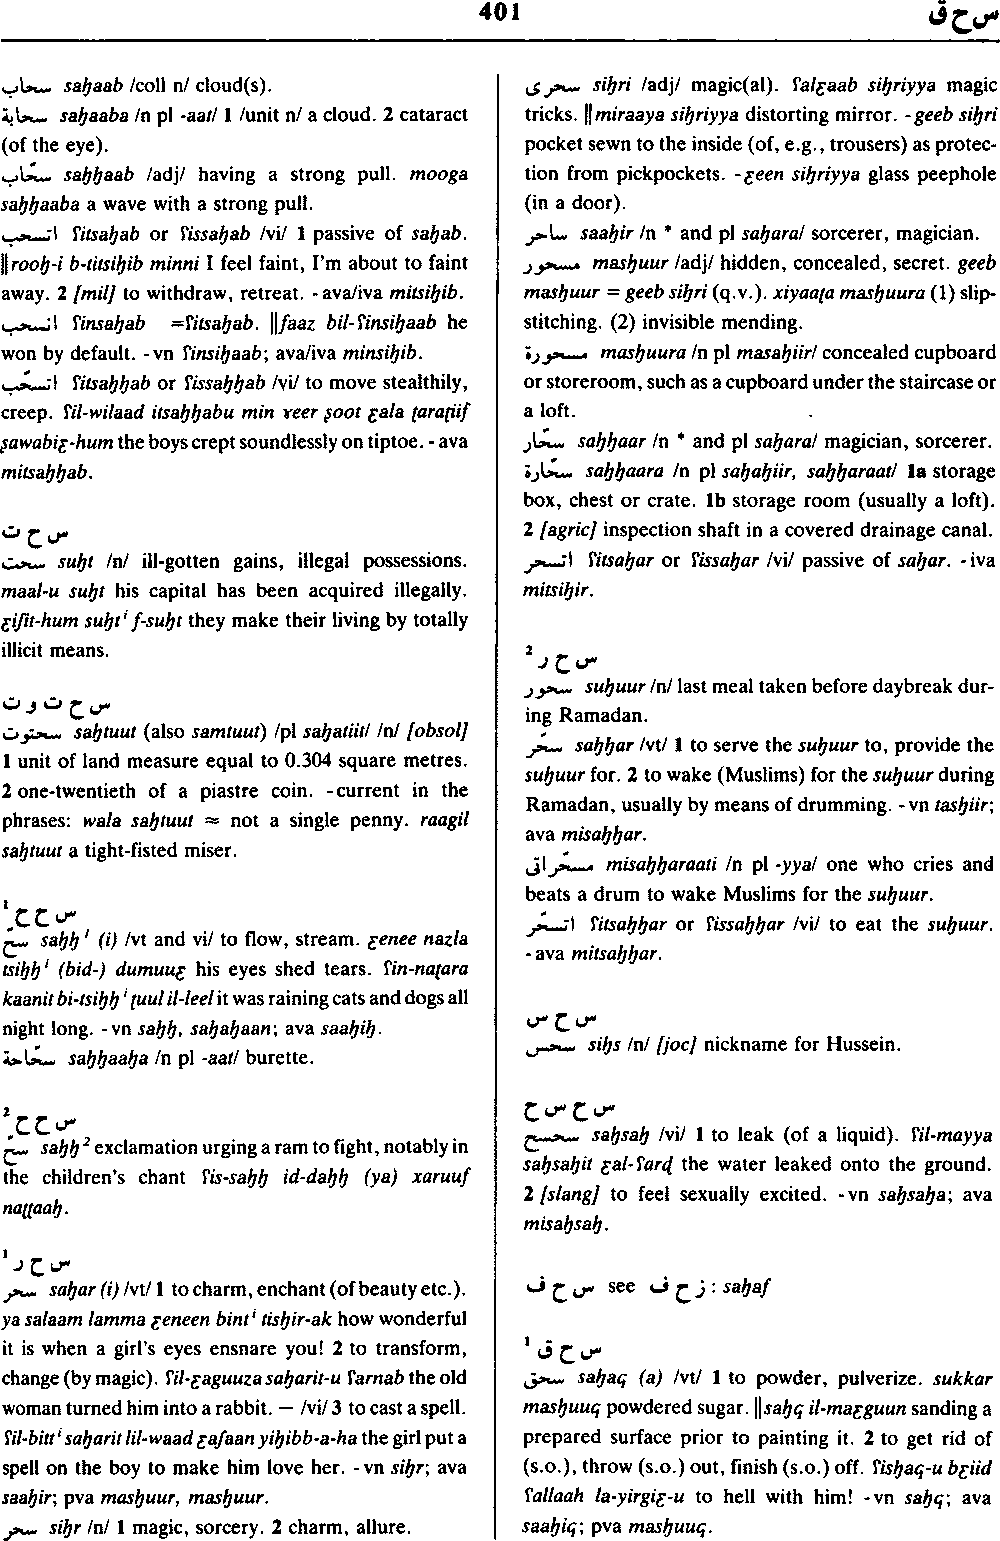 401
س ح ق
سحاب saḥaab /coll n/ cloud(s).
سحابة saḥaaba /n pl -aat/ 1 /unit n/ a cloud. 2 cataract
(of the eye).
سحّاب saḥḥaab /adj/ having a strong pull. mooga
saḥḥaaba a wave with a strong pull.
اتسحب ʕitsaḥab or ʕissaḥab /vi/ 1 passive of saḥab.
‖rooḥ-i b-titsiḥib minni I feel faint, I'm about to faint
away. 2 [mil] to withdraw, retreat. -ava/iva mitsiḥib.
انسحب ʕinsaḥab =ʕitsaḥab. ‖faaz bil-ʕinsiḥaab he
won by default. -vn ʕinsiḥaab; ava/iva minsiḥib.
اتسحّب ʕitsaḥḥab or ʕissaḥḥab /vi/ to move stealthily,
creep. ʕil-wilaad itsaḥḥabu min ɤeer ṣoot ƹala ṭaraṭiif
ṣawabiƹ-hum the boys crept soundlessly on tiptoe. -ava
mitsaḥḥab.
س ح ت
سحت suḥt /n/ ill-gotten gains, illegal possessions.
maal-u suḥt his capital has been acquired illegally.
ƹifit-hum suḥtⁱ f-suḥt they make their living by totally
illicit means.
س ح ت و ت
سحتوت saḥtuut (also samtuut) /pl saḥatiit/ /n/ [obsol]
1 unit of land measure equal to 0.304 square metres.
2 one-twentieth of a piastre coin. -current in the
phrases: wala saḥtuut ≈ not a single penny. raagil
saḥtuut a tight-fisted miser.
س ح ح ¹
سحّ saḥḥ¹ (i) /vt and vi/ to flow, stream. ƹenee nazla
tsiḥḥⁱ (bid-) dumuuƹ his eyes shed tears. ʕin-naṭara
kaanit bi-tsiḥḥⁱ ṭuul il-leel it was raining cats and dogs all
night long. -vn saḥḥ, saḥaḥaan; ava saaḥiḥ.
سحّاحة saḥḥaaḥa /n pl -aat/ burette.
س ح ح ²
سحّ saḥḥ² exclamation urging a ram to fight, notably in
the children's chant ʕis-saḥḥ id-daḥḥ (ya) xaruuf
naṭṭaaḥ.
س ح ر ¹
سحر saḥar (i) /vt/ 1 to charm, enchant (of beauty etc.).
ya salaam lamma ƹeneen bintⁱ tisḥir-ak how wonderful
it is when a girl's eyes ensnare you! 2 to transform,
change (by magic). ʕil-ƹaguuza saḥarit-u ʕarnab the old
woman turned him into a rabbit. — /vi/ 3 to cast a spell.
ʕil-bittⁱ saḥarit lil-waad ƹaʃaan yiḥibb-a-ha the girl put a
spell on the boy to make him love her. -vn siḥr; ava
saaḥir; pva masḥuur, masḥuur.
سحر siḥr /n/ 1 magic, sorcery. 2 charm, allure.
سحرى siḥri /adj/ magic(al). ʕalƹaab siḥriyya magic
tricks. ‖miraaya siḥriyya distorting mirror. -geeb siḥri
pocket sewn to the inside (of, e.g., trousers) as protec-
tion from pickpockets. -ƹeen siḥriyya glass peephole
(in a door).
ساحر saaḥir /n * and pl saḥara/ sorcerer, magician.
مسحور masḥuur /adj/ hidden, concealed, secret. geeb
masḥuur = geeb siḥri (q.v.). xiyaaṭa masḥuura (1) slip-
stitching. (2) invisible mending.
مسحورة masḥuura /n pl masaḥiir/ concealed cupboard
or storeroom, such as a cupboard under the staircase or
a loft.
سحّار saḥḥaar /n * and pl saḥara/ magician, sorcerer.
سحّارة saḥḥaara /n pl saḥaḥiir, saḥḥaraat/ 1a storage
box, chest or crate. 1b storage room (usually a loft).
2 [agric] inspection shaft in a covered drainage canal.
اتسحر ʕitsaḥar or ʕissaḥar /vi/ passive of saḥar. -iva
mitsiḥir.
س ح ر ²
سحور suḥuur /n/ last meal taken before daybreak dur-
ing Ramadan.
سحّر saḥḥar /vt/ 1 to serve the suḥuur to, provide the
suḥuur for. 2 to wake (Muslims) for the suḥuur during
Ramadan, usually by means of drumming. -vn tasḥiir;
ava misaḥḥar.
مسحّراتى misaḥḥaraati /n pl -yya/ one who cries and
beats a drum to wake Muslims for the suḥuur.
اتسحّر ʕitsaḥḥar or ʕissaḥḥar /vi/ to eat the suḥuur.
-ava mitsaḥḥar.
س ح س
سحس siḥs /n/ [joc] nickname for Hussein.
س ح س ح
سحسح saḥsaḥ /vi/ 1 to leak (of a liquid). ʕil-mayya
saḥsaḥit ƹal-ʕarḍ the water leaked onto the ground.
2 [slang] to feel sexually excited. -vn saḥsaḥa; ava
misaḥsaḥ.
س ح ف see ز ح ف : saḥaf
س ح ق ¹
سحق saḥaq (a) /vt/ 1 to powder, pulverize. sukkar
masḥuuq powdered sugar. ‖saḥq il-maƹguun sanding a
prepared surface prior to painting it. 2 to get rid of
(s.o.), throw (s.o.) out, finish (s.o.) off. ʕisḥaq-u bƹiid
ʕallaah la-yirgiƹ-u to hell with him! -vn saḥq; ava
saaḥiq; pva masḥuuq.